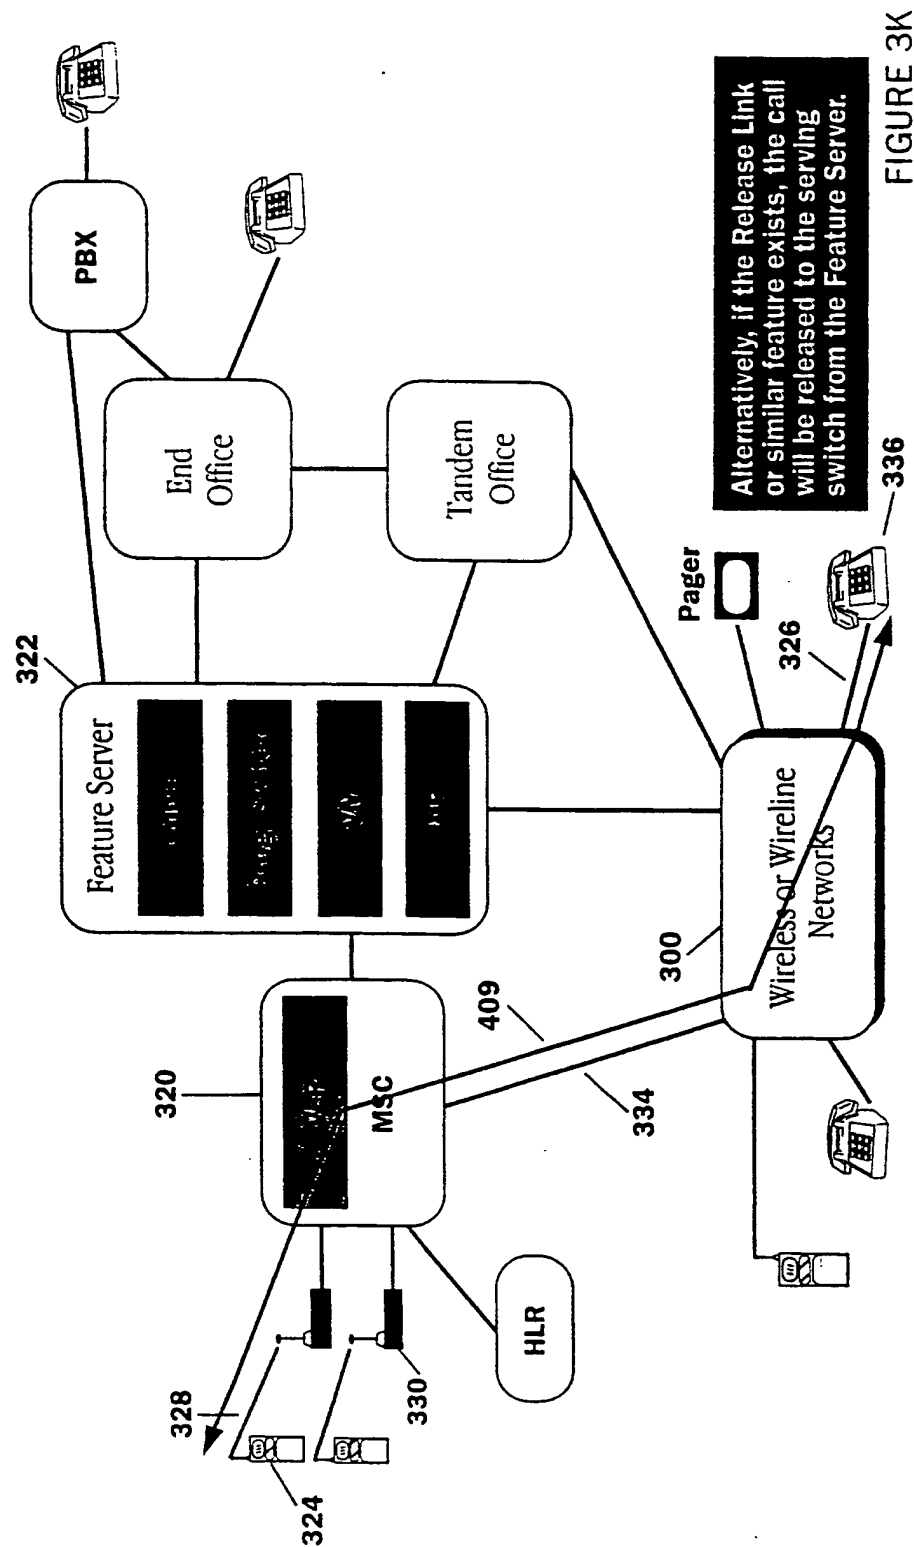 322
Feature Server
320
MSC
328
324
330
HLR
409
334
300
Wireless or Wireline
Networks
PBX
End
Office
Tandem
Office
Pager
326
336
Alternatively, if the Release Link
or similar feature exists, the call
will be released to the serving
switch from the Feature Server.
FIGURE 3K